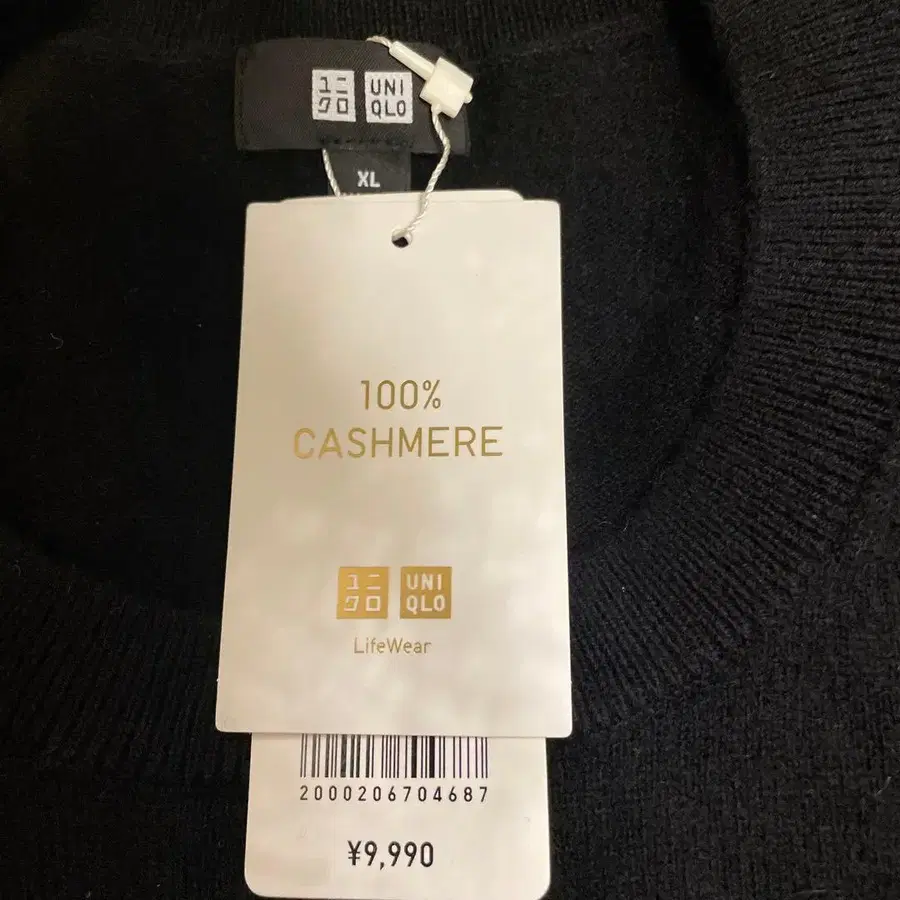 ユニ UNI
クロ QLO
XL
100%
CASHMERE
ユニ UNI
クロ QLO
LifeWear
2000206704687
¥9,990